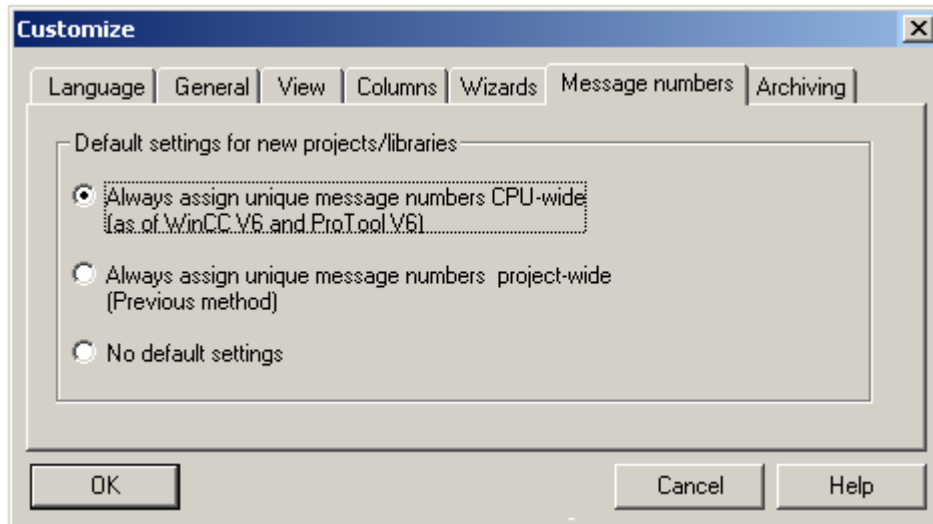 Customize
Language General View Columns Wizards Message numbers Archiving
Default settings for new projects/libraries
Always assign unique message numbers CPU-wide
(as of WinCC V6 and ProTool V6)
Always assign unique message numbers  project-wide
(Previous method)
No default settings
OK Cancel Help